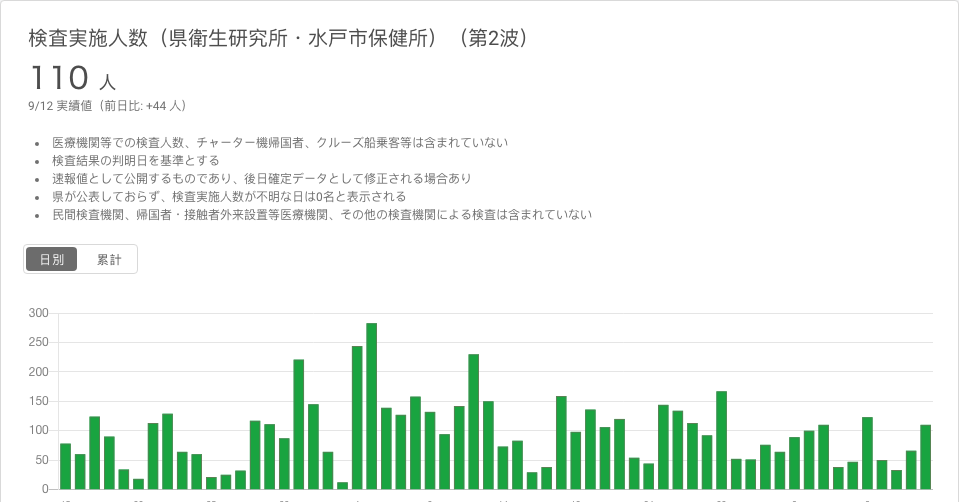 検査実施人数（県衛生研究所・水戸市保健所）（第2波）
110 人
9/12 実績値（前日比: +44 人）
医療機関等での検査人数、チャーター機帰国者、クルーズ船乗客等は含まれていない
検査結果の判明日を基準とする
速報値として公開するものであり、後日確定データとして修正される場合あり
県が公表しておらず、検査実施人数が不明な日は0名と表示される
民間検査機関、帰国者・接触者外来設置等医療機関、その他の検査機関による検査は含まれていない
日別 累計
300
250
200
150
100
50
0